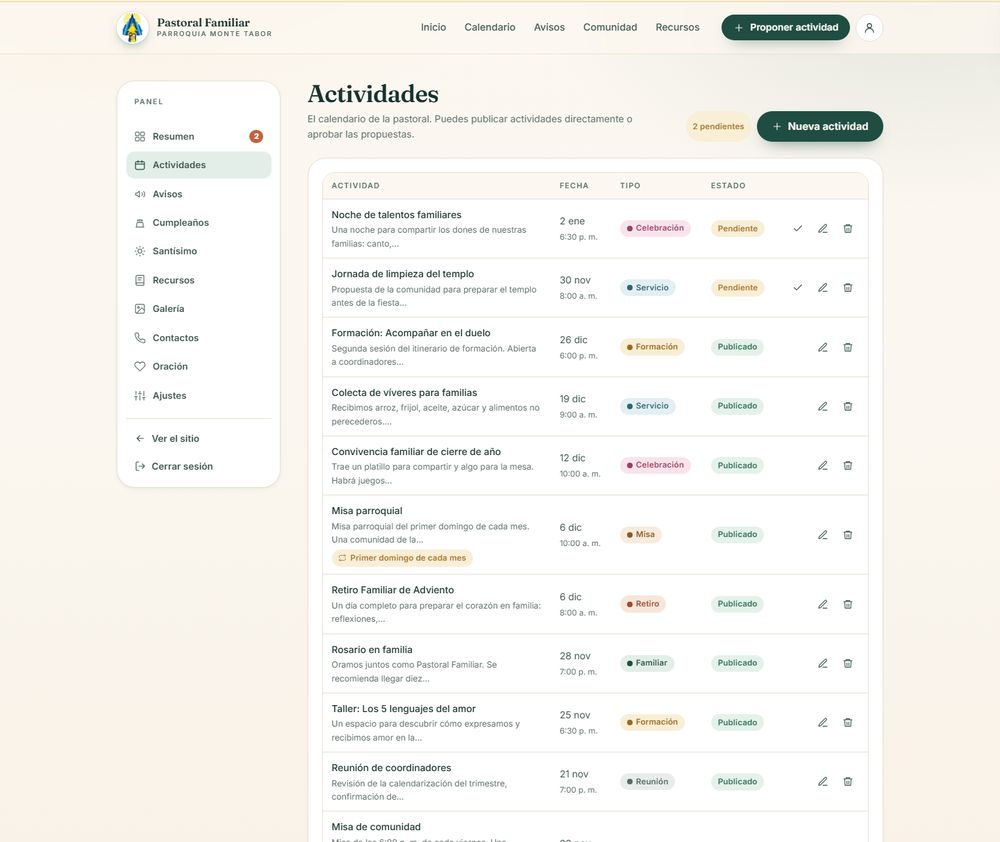 Pastoral Familiar
PARROQUIA MONTE TABOR
Inicio
Calendario
Avisos
Comunidad
Recursos
+ Proponer actividad
PANEL
Resumen
2
Actividades
Avisos
Cumpleaños
Santísimo
Recursos
Galería
Contactos
Oración
Ajustes
Ver el sitio
Cerrar sesión
Actividades
El calendario de la pastoral. Puedes publicar actividades directamente o
aprobar las propuestas.
2 pendientes
+ Nueva actividad
ACTIVIDAD FECHA TIPO ESTADO
Noche de talentos familiares
Una noche para compartir los dones de nuestras
familias: canto,...
2 ene
6:30 p. m.
Celebración
Pendiente
Jornada de limpieza del templo
Propuesta de la comunidad para preparar el templo
antes de la fiesta...
30 nov
8:00 a. m.
Servicio
Pendiente
Formación: Acompañar en el duelo
Segunda sesión del itinerario de formación. Abierta
a coordinadores...
26 dic
6:00 p. m.
Formación
Publicado
Colecta de víveres para familias
Recibimos arroz, frijol, aceite, azúcar y alimentos no
perecederos....
19 dic
9:00 a. m.
Servicio
Publicado
Convivencia familiar de cierre de año
Trae un platillo para compartir y algo para la mesa.
Habrá juegos...
12 dic
10:00 a. m.
Celebración
Publicado
Misa parroquial
Misa parroquial del primer domingo de cada mes.
Una comunidad de la...
Primer domingo de cada mes
6 dic
10:00 a. m.
Misa
Publicado
Retiro Familiar de Adviento
Un día completo para preparar el corazón en familia:
reflexiones,...
6 dic
8:00 a. m.
Retiro
Publicado
Rosario en familia
Oramos juntos como Pastoral Familiar. Se
recomienda llegar diez...
28 nov
7:00 p. m.
Familiar
Publicado
Taller: Los 5 lenguajes del amor
Un espacio para descubrir cómo expresamos y
recibimos amor en la...
25 nov
6:30 p. m.
Formación
Publicado
Reunión de coordinadores
Revisión de la calendarización del trimestre,
confirmación de...
21 nov
7:00 p. m.
Reunión
Publicado
Misa de comunidad